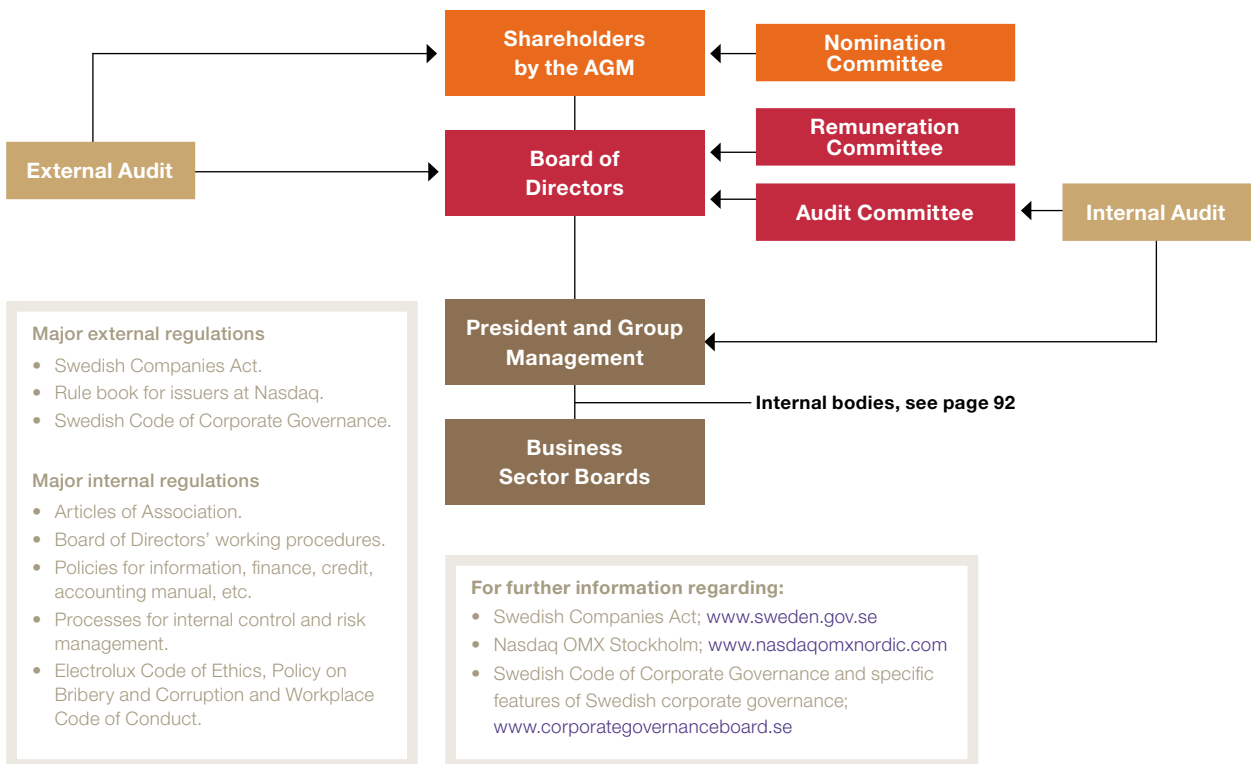 Shareholders
by the AGM
Nomination
Committee
Remuneration
Committee
External Audit
Board of
Directors
Audit Committee
Internal Audit
President and Group
Management
Internal bodies, see page 92
Business
Sector Boards
Major external regulations
• Swedish Companies Act.
• Rule book for issuers at Nasdaq.
• Swedish Code of Corporate Governance.
Major internal regulations
• Articles of Association.
• Board of Directors’ working procedures.
• Policies for information, finance, credit,
accounting manual, etc.
• Processes for internal control and risk
management.
• Electrolux Code of Ethics, Policy on
Bribery and Corruption and Workplace
Code of Conduct.
For further information regarding:
• Swedish Companies Act; www.sweden.gov.se
• Nasdaq OMX Stockholm; www.nasdaqomxnordic.com
• Swedish Code of Corporate Governance and specific
features of Swedish corporate governance;
www.corporategovernanceboard.se